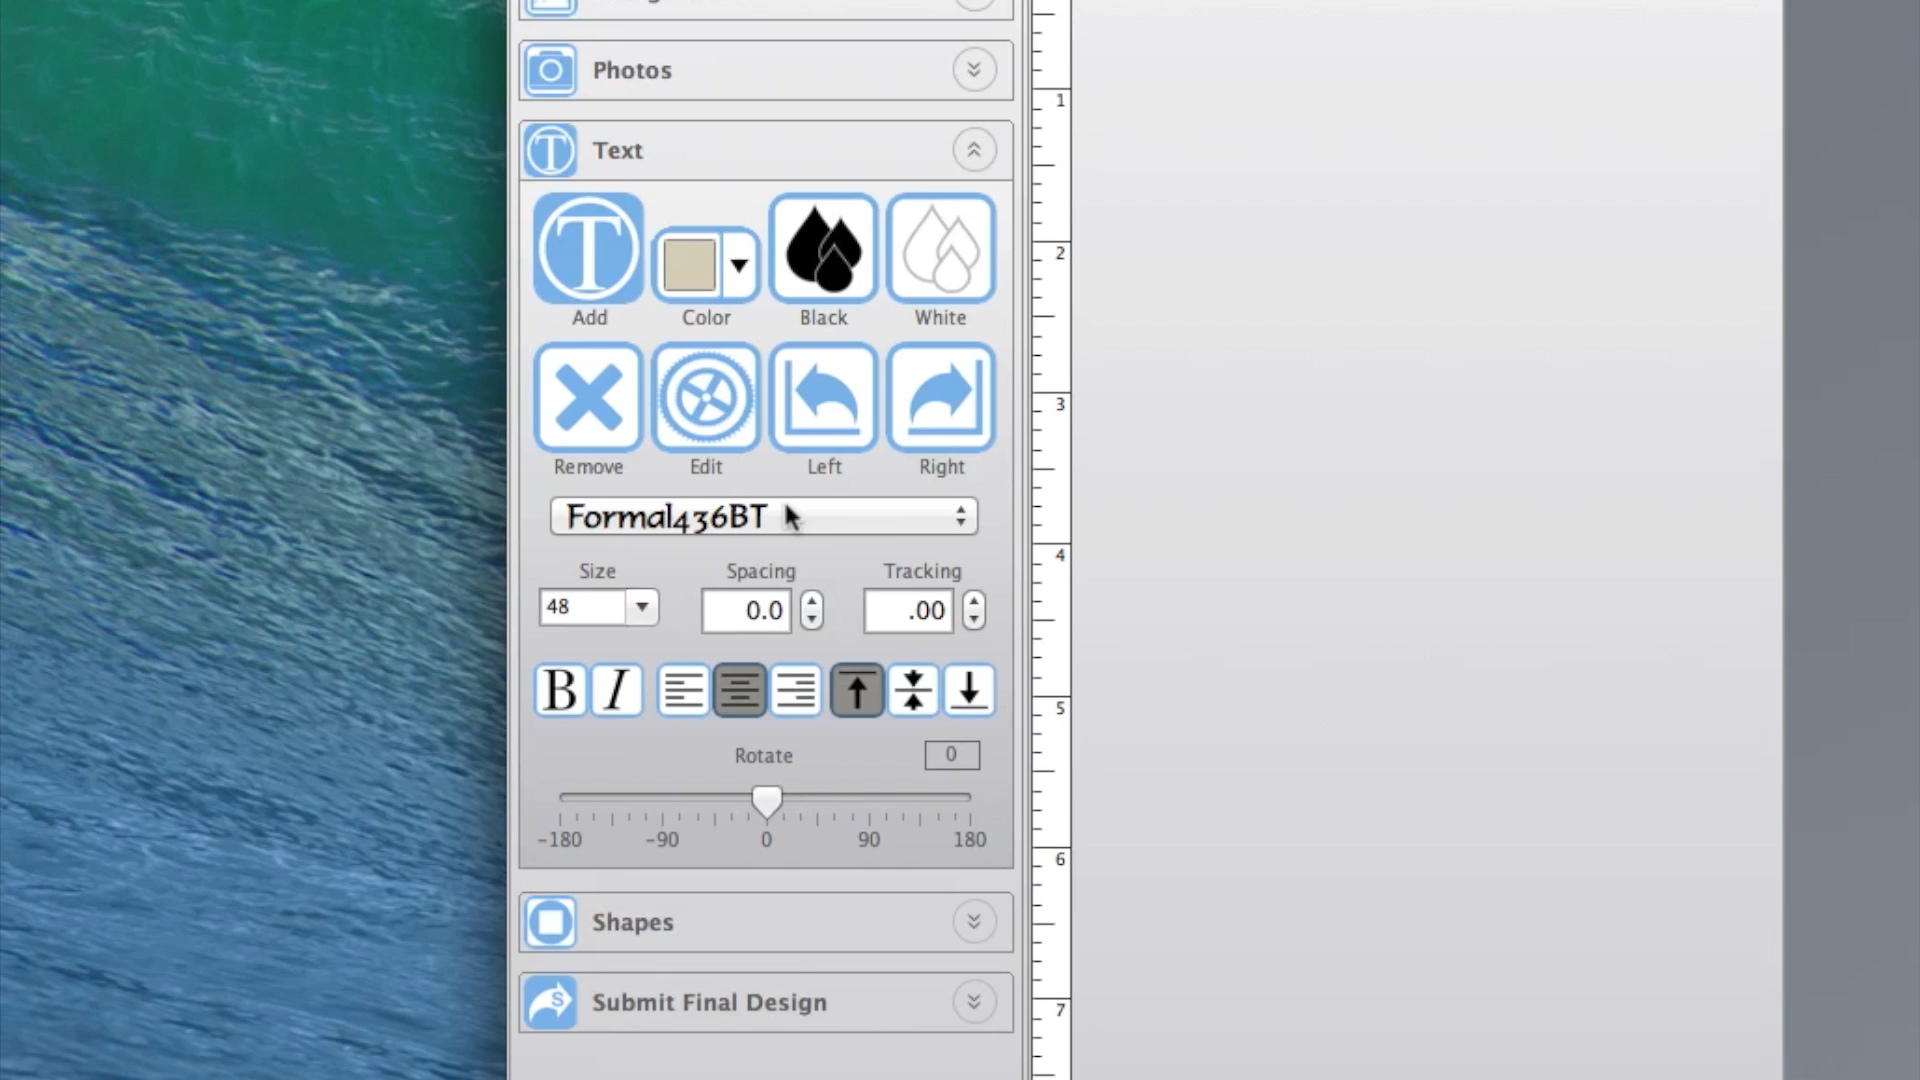 Photos
1
Text
2
Add Color Black White
3
Remove Edit Left Right
Formal436BT
4
Size Spacing Tracking
48 0.0 .00
B I
5
Rotate 0
-180 -90 0 90 180
6
Shapes
S Submit Final Design
7